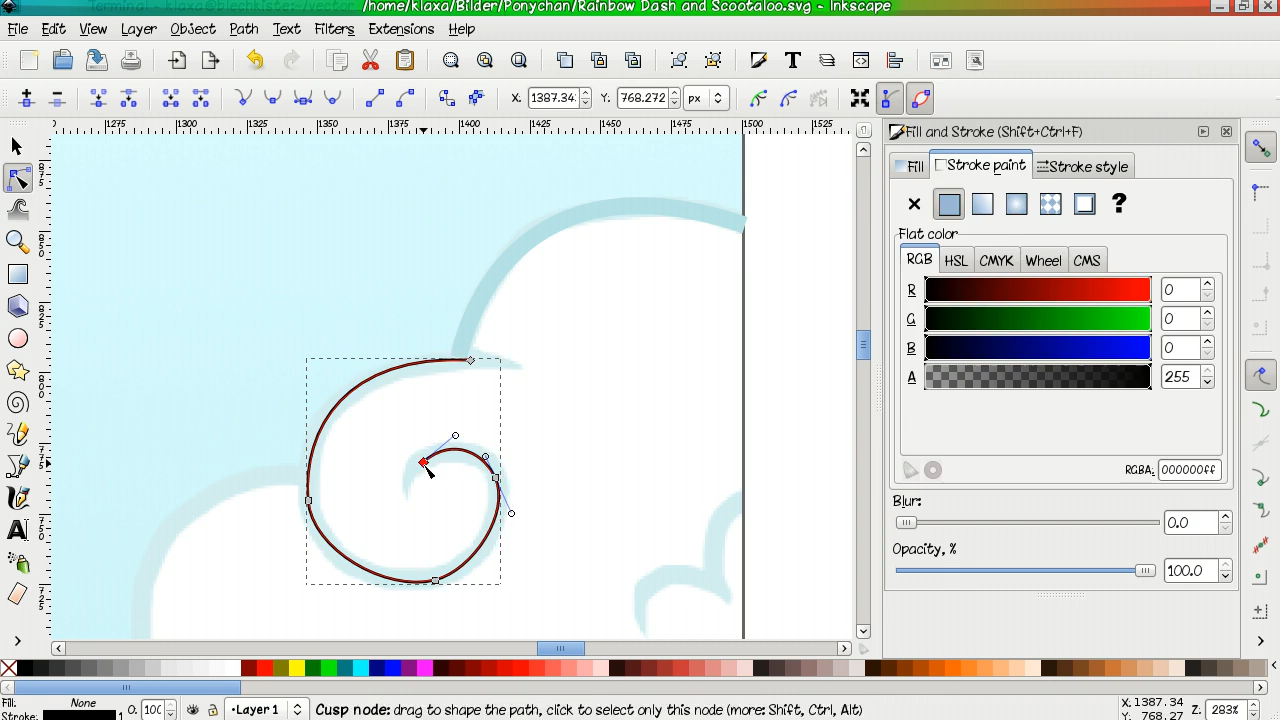 /home/klaxa/Bilder/Ponychan/Rainbow Dash and Scootaloo.svg - Inkscape
File Edit View Layer Object Path Text Filters Extensions Help
X: 1387.34 Y: 768.272 px
1275 1300 1325 1350 1375 1400 1425 1450 1475 1500 1525
Fill and Stroke (Shift+Ctrl+F)
Fill Stroke paint Stroke style
?
Flat color
RGB HSL CMYK Wheel CMS
R 0
G 0
B 0
A 255
RGBA: 000000ff
Blur:
0.0
Opacity, %
100.0
A
Fill: None
Stroke: 1
O: 100
•Layer 1
Cusp node: drag to shape the path, click to select only this node (more: Shift, Ctrl, Alt)
X: 1387.34
Y: 768.27
Z: 283%